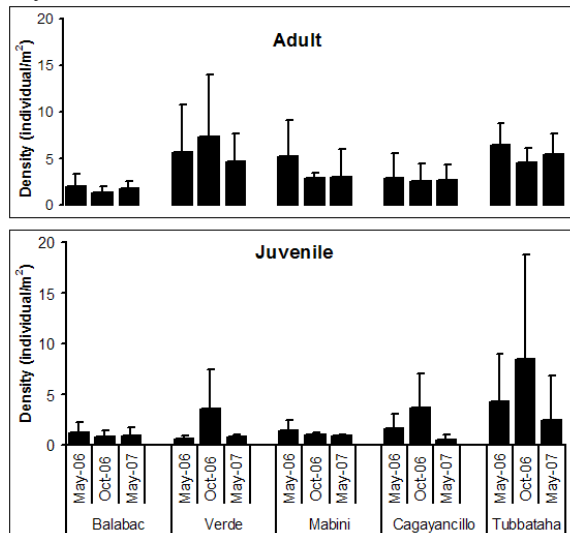 Adult
Density (individual/m²)
20
15
10
5
0
Juvenile
Density (individual/m²)
20
15
10
5
0
May-06 Oct-06 May-07 May-06 Oct-06 May-07 May-06 Oct-06 May-07 May-06 Oct-06 May-07 May-06 Oct-06 May-07
Balabac Verde Mabini Cagayancillo Tubbataha